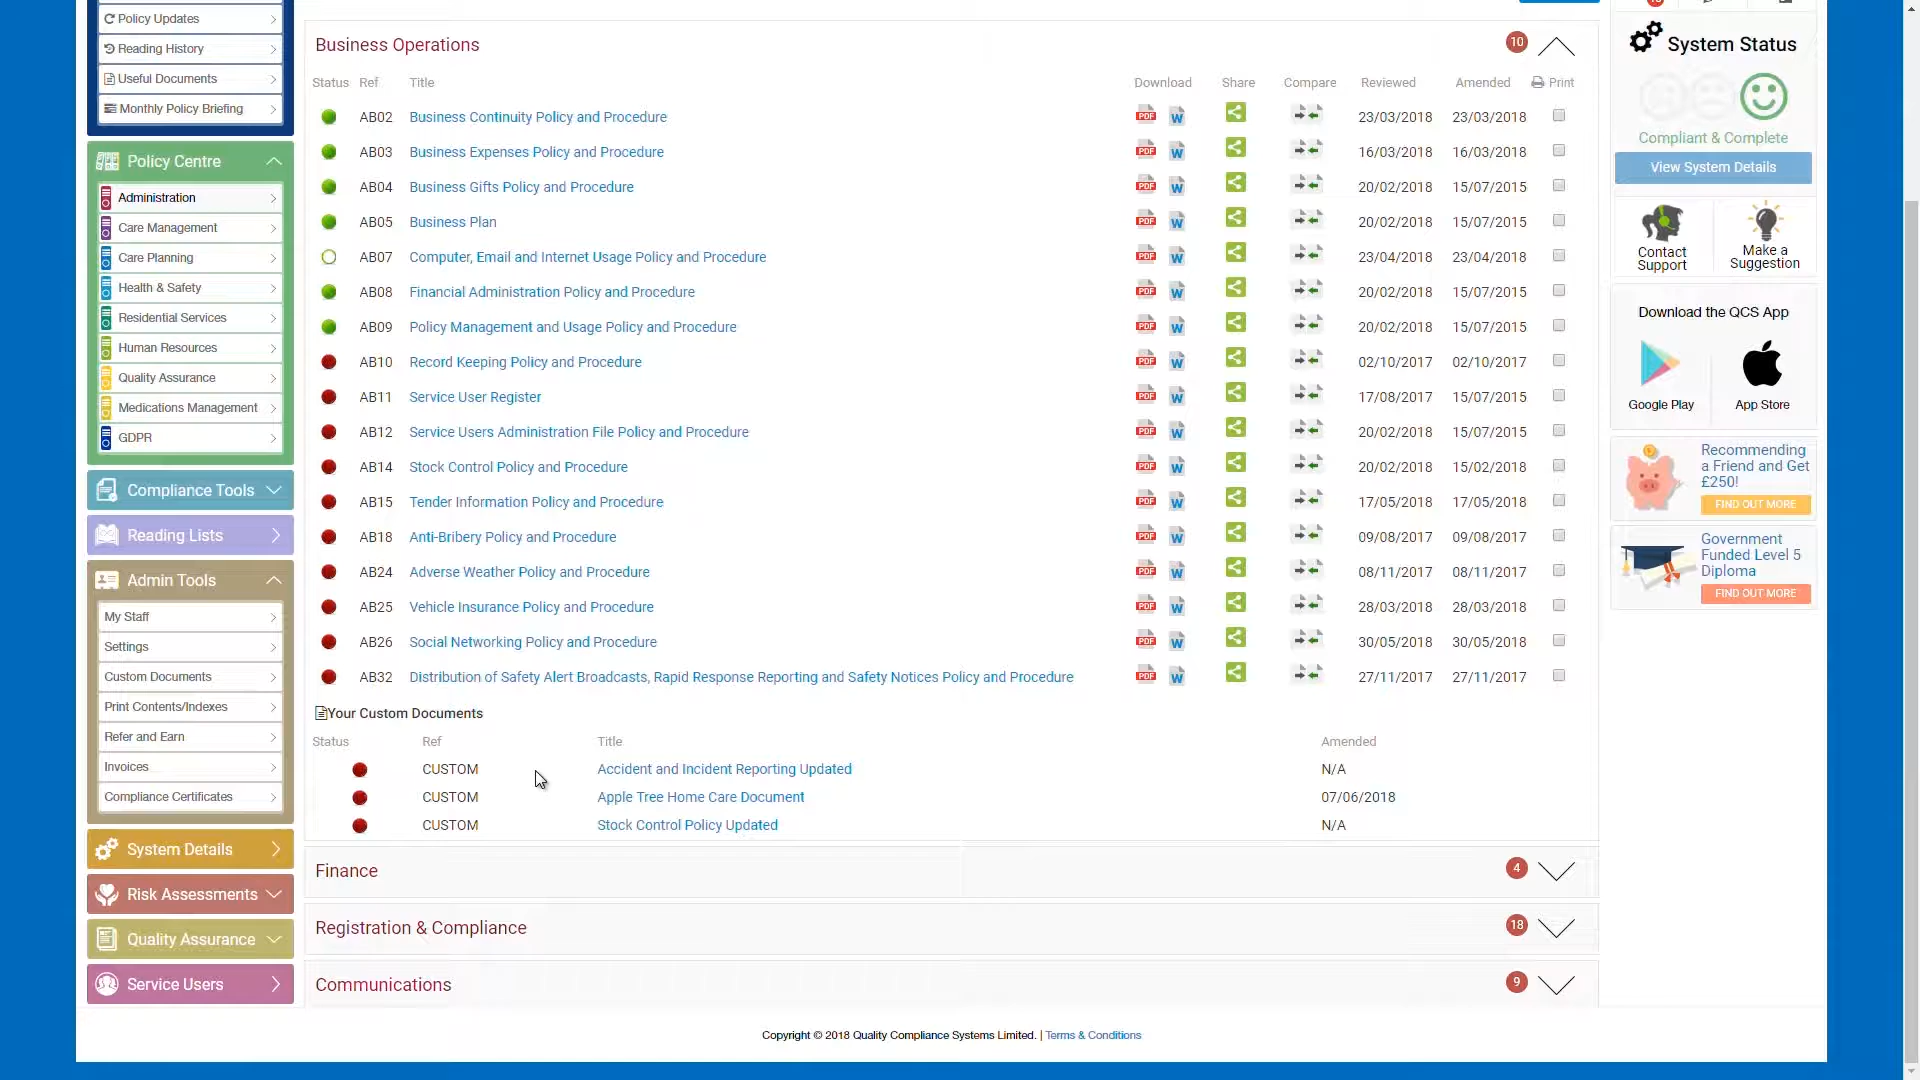 Policy Updates
Reading History
Useful Documents
Monthly Policy Briefing
Policy Centre
Administration
Care Management
Care Planning
Health & Safety
Residential Services
Human Resources
Quality Assurance
Medications Management
GDPR
Compliance Tools
Reading Lists
Admin Tools
My Staff
Settings
Custom Documents
Print Contents/Indexes
Refer and Earn
Invoices
Compliance Certificates
System Details
Risk Assessments
Quality Assurance
Service Users
Business Operations 10
Status Ref Title Download Share Compare Reviewed Amended Print
AB02 Business Continuity Policy and Procedure PDF W 23/03/2018 23/03/2018
AB03 Business Expenses Policy and Procedure PDF W 16/03/2018 16/03/2018
AB04 Business Gifts Policy and Procedure PDF W 20/02/2018 15/07/2015
AB05 Business Plan PDF W 20/02/2018 15/07/2015
AB07 Computer, Email and Internet Usage Policy and Procedure PDF W 23/04/2018 23/04/2018
AB08 Financial Administration Policy and Procedure PDF W 20/02/2018 15/07/2015
AB09 Policy Management and Usage Policy and Procedure PDF W 20/02/2018 15/07/2015
AB10 Record Keeping Policy and Procedure PDF W 02/10/2017 02/10/2017
AB11 Service User Register PDF W 17/08/2017 15/07/2015
AB12 Service Users Administration File Policy and Procedure PDF W 20/02/2018 15/07/2015
AB14 Stock Control Policy and Procedure PDF W 20/02/2018 15/02/2018
AB15 Tender Information Policy and Procedure PDF W 17/05/2018 17/05/2018
AB18 Anti-Bribery Policy and Procedure PDF W 09/08/2017 09/08/2017
AB24 Adverse Weather Policy and Procedure PDF W 08/11/2017 08/11/2017
AB25 Vehicle Insurance Policy and Procedure PDF W 28/03/2018 28/03/2018
AB26 Social Networking Policy and Procedure PDF W 30/05/2018 30/05/2018
AB32 Distribution of Safety Alert Broadcasts, Rapid Response Reporting and Safety Notices Policy and Procedure PDF W 27/11/2017 27/11/2017
Your Custom Documents
Status Ref Title Amended
CUSTOM Accident and Incident Reporting Updated N/A
CUSTOM Apple Tree Home Care Document 07/06/2018
CUSTOM Stock Control Policy Updated N/A
Finance 4
Registration & Compliance 18
Communications 9
System Status
Compliant & Complete
View System Details
Contact
Support
Make a
Suggestion
Download the QCS App
Google Play
App Store
Recommending
a Friend and Get
£250!
FIND OUT MORE
Government
Funded Level 5
Diploma
FIND OUT MORE
Copyright © 2018 Quality Compliance Systems Limited. | Terms & Conditions